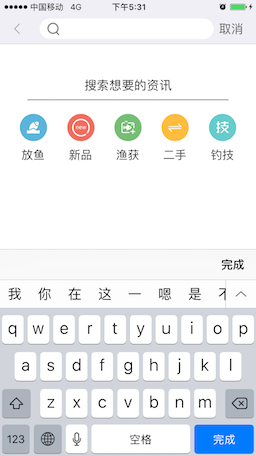 中国移动 4G 下午5:31
取消
搜索想要的资讯
new 技
放鱼 新品 渔获 二手 钓技
完成
我 你 在 这 一 嗯 是
q w e r t y u i o p
a s d f g h j k l
z x c v b n m
123 空格 完成